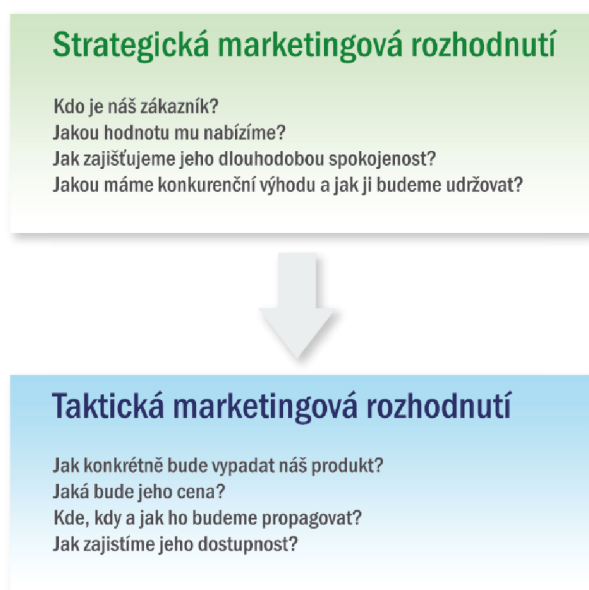 Strategická marketingová rozhodnutí
Kdo je náš zákazník?
Jakou hodnotu mu nabízíme?
Jak zajišťujeme jeho dlouhodobou spokojenost?
Jakou máme konkurenční výhodu a jak ji budeme udržovat?
Taktická marketingová rozhodnutí
Jak konkrétně bude vypadat náš produkt?
Jaká bude jeho cena?
Kde, kdy a jak ho budeme propagovat?
Jak zajistíme jeho dostupnost?